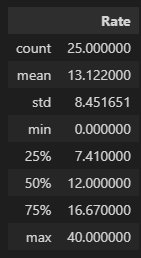 Rate
count 25.000000
mean 13.122000
std 8.451651
min 0.000000
25% 7.410000
50% 12.000000
75% 16.670000
max 40.000000